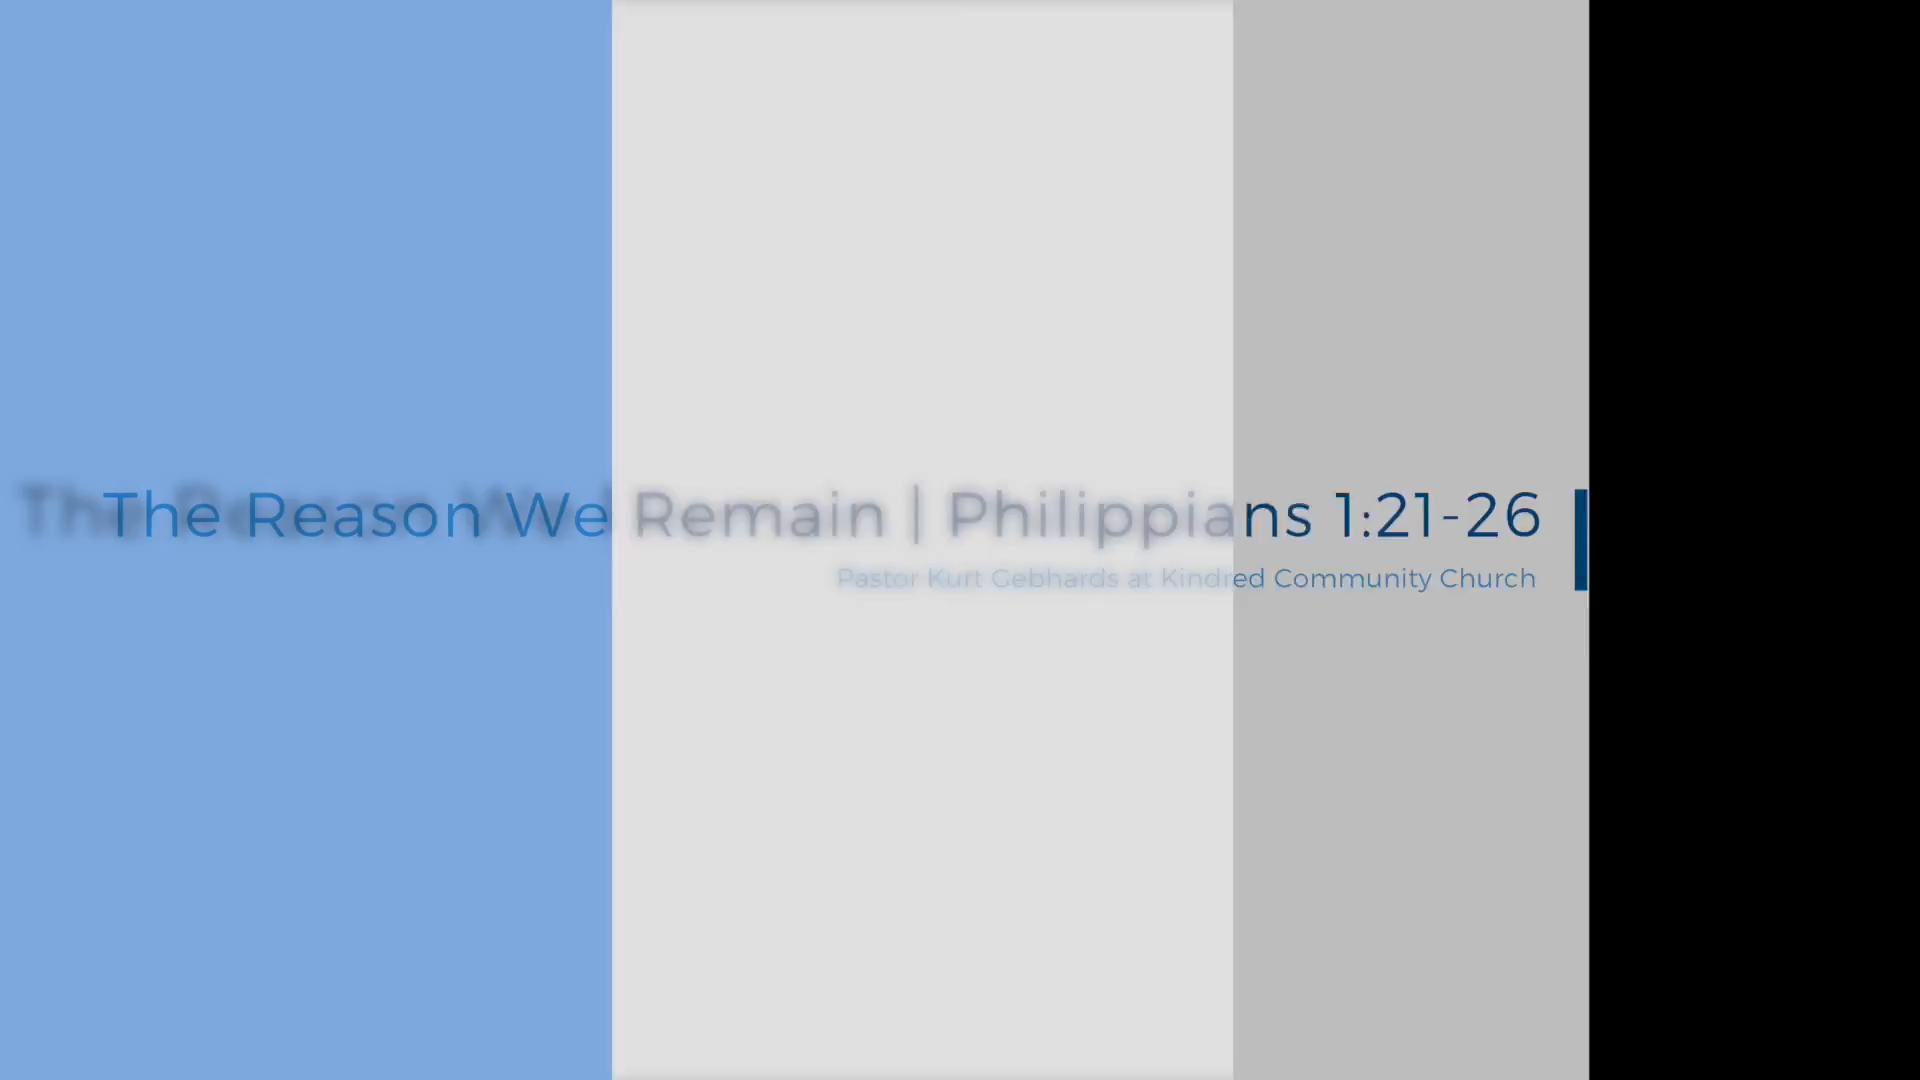 The Reason We Remain | Philippians 1:21-26
Pastor Kurt Gebhards at Kindred Community Church